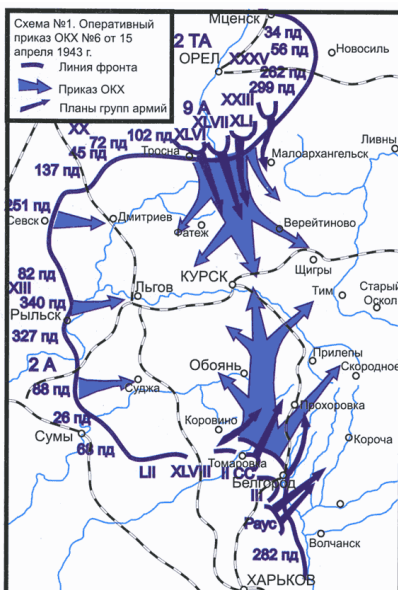 Схема №1. Оперативный
приказ ОКХ №6 от 15
апреля 1943 г.
Линия фронта
Приказ ОКХ
Планы групп армий
Мценск
34 пд
2 ТА
56 пд
Новосиль
ОРЕЛ
XXXV
262 пд
299 пд
XXIII
9 А
XLVII
XLI
XX
102 пд
XLVI
72 пд
45 пд
Тросна
Малоархангельск
Ливны
137 пд
251 пд
Севск
Дмитриев
Фатеж
Верейтиново
Щигры
82 пд
КУРСК
XIII
Льгов
Тим
Старый
Оскол
340 пд
Рыльск
327 пд
Прилепы
2 А
Обоянь
Скородное
88 пд
Суджа
Прохоровка
26 пд
Коровино
Сумы
Короча
68 пд
Томаровка
LII
XLVIII
II СС
Белгород
III
Раус
Волчанск
282 пд
ХАРЬКОВ